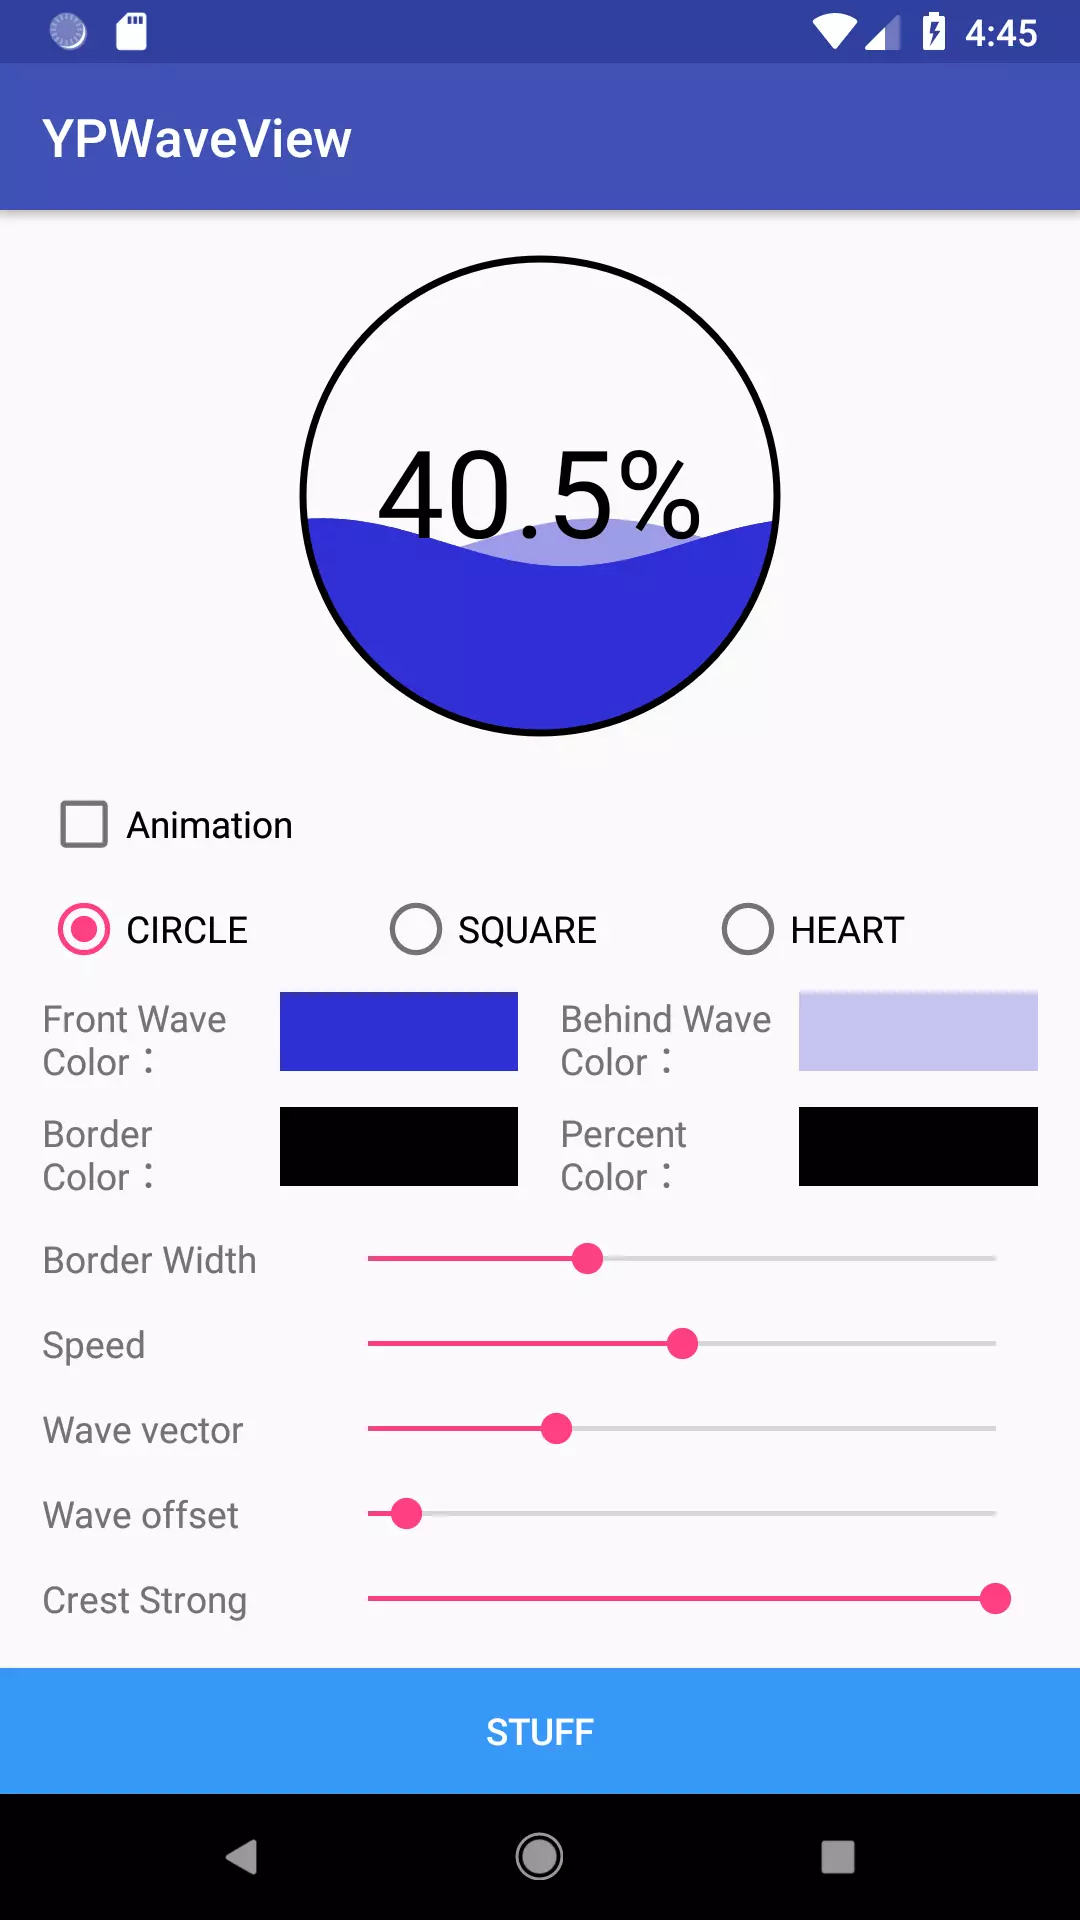 4:45
YPWaveView
40.5%
Animation
CIRCLE SQUARE HEART
Front Wave
Color：
Behind Wave
Color：
Border
Color：
Percent
Color：
Border Width
Speed
Wave vector
Wave offset
Crest Strong
STUFF